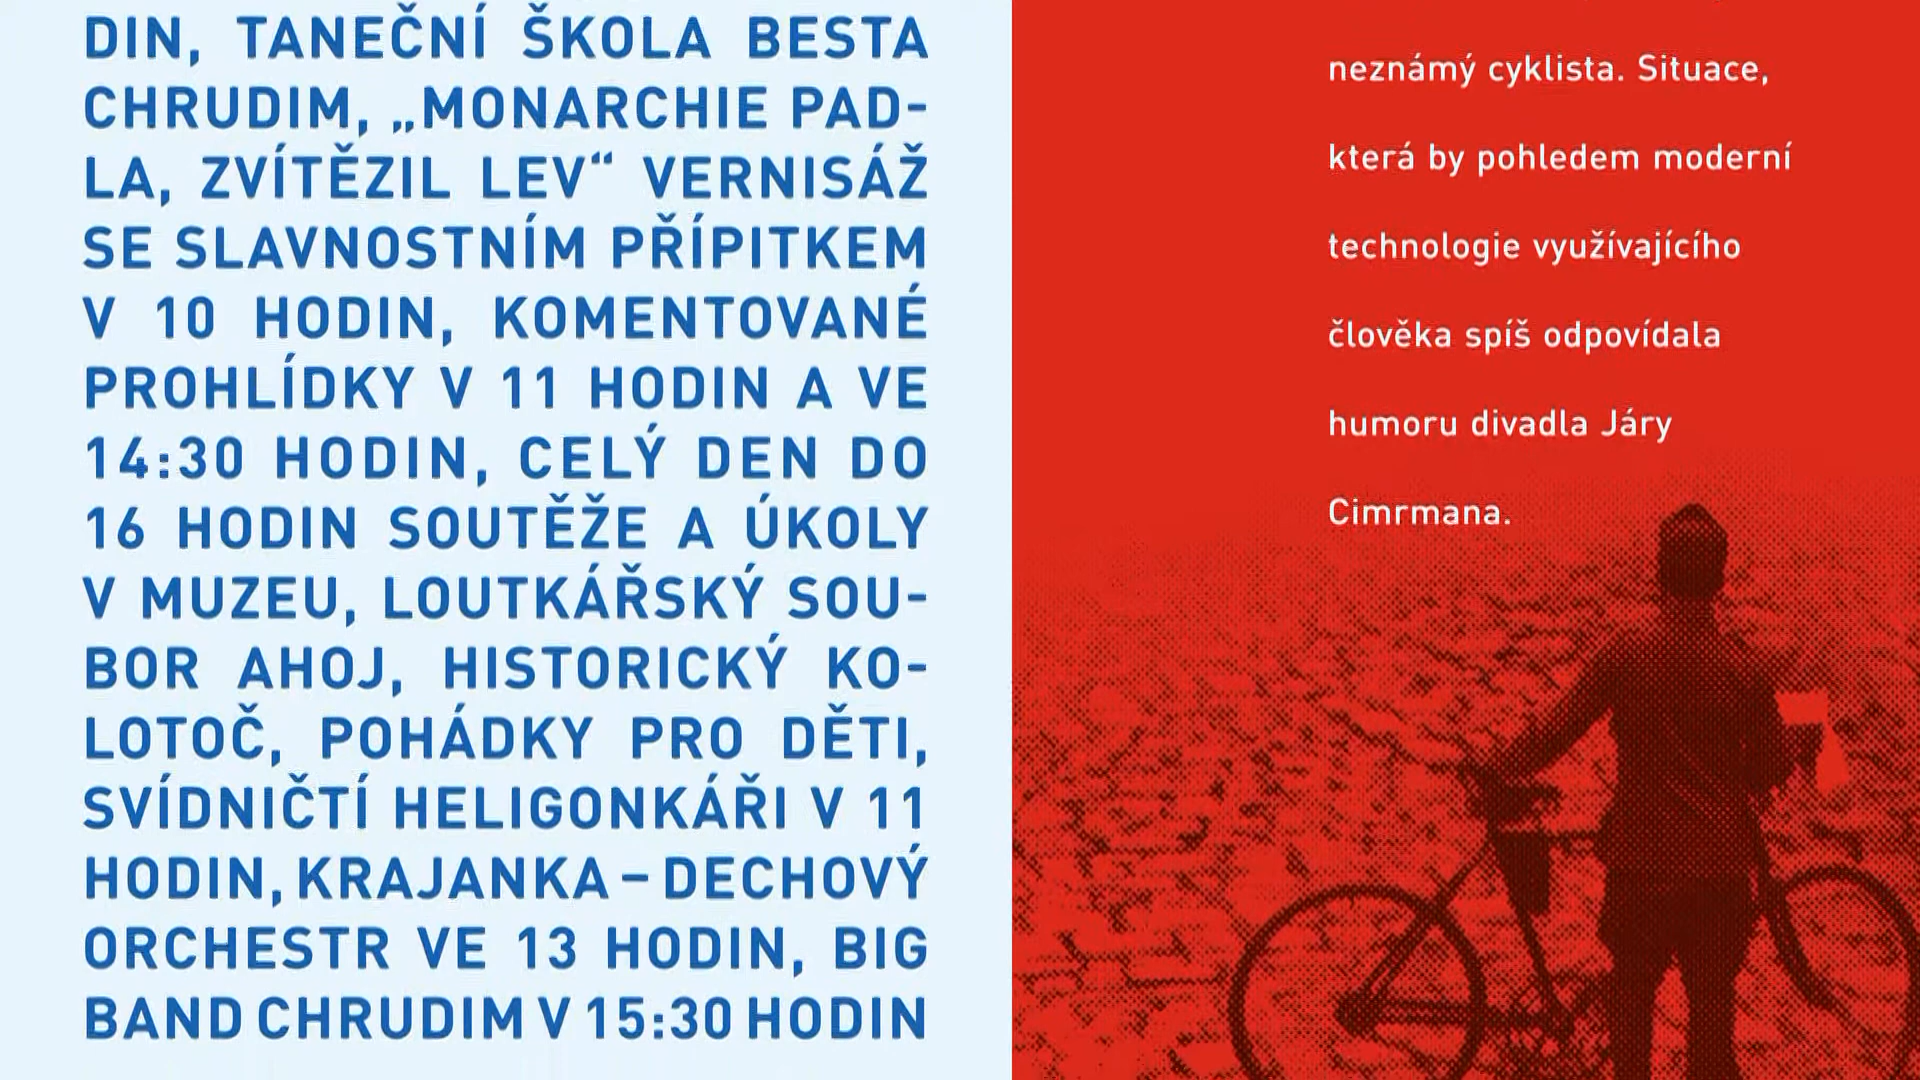 DIN, TANEČNÍ ŠKOLA BESTA
CHRUDIM, „MONARCHIE PAD-
LA, ZVÍTĚZIL LEV“ VERNISÁŽ
SE SLAVNOSTNÍM PŘÍPITKEM
V 10 HODIN, KOMENTOVANÉ
PROHLÍDKY V 11 HODIN A VE
14:30 HODIN, CELÝ DEN DO
16 HODIN SOUTĚŽE A ÚKOLY
V MUZEU, LOUTKÁŘSKÝ SOU-
BOR AHOJ, HISTORICKÝ KO-
LOTOČ, POHÁDKY PRO DĚTI,
SVÍDNIČTÍ HELIGONKÁŘI V 11
HODIN, KRAJANKA – DECHOVÝ
ORCHESTR VE 13 HODIN, BIG
BAND CHRUDIM V 15:30 HODIN
neznámý cyklista. Situace,
která by pohledem moderní
technologie využívajícího
člověka spíš odpovídala
humoru divadla Járy
Cimrmana.